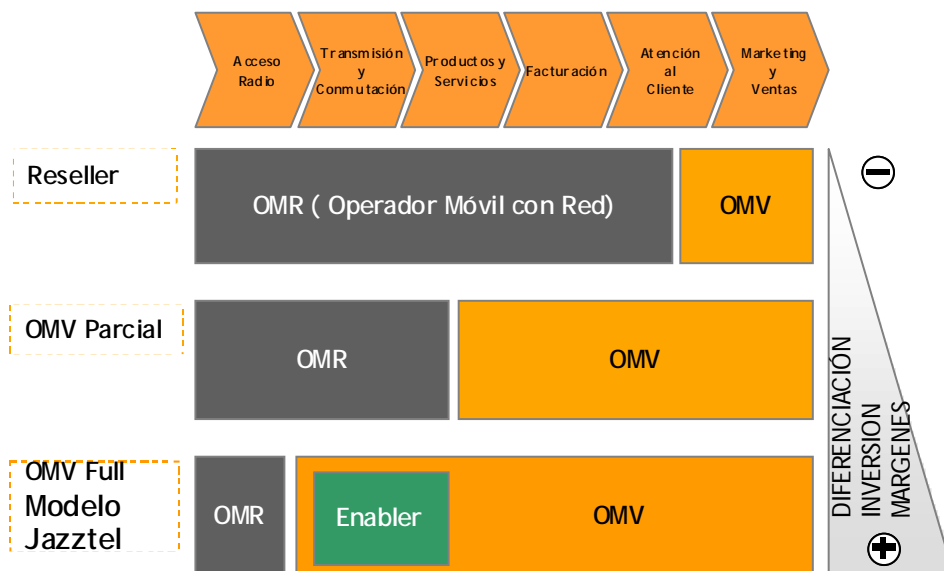 Acceso
Radio
Transmisión
y
Conmutación
Productos y
Servicios
Facturación
Atención
al
Cliente
Marketing
y
Ventas
Reseller
OMR ( Operador Móvil con Red)
OMV
OMV Parcial
OMR
OMV
OMV Full
Modelo
Jazztel
OMR
Enabler
OMV
DIFERENCIACIÓN
INVERSION
MARGENES